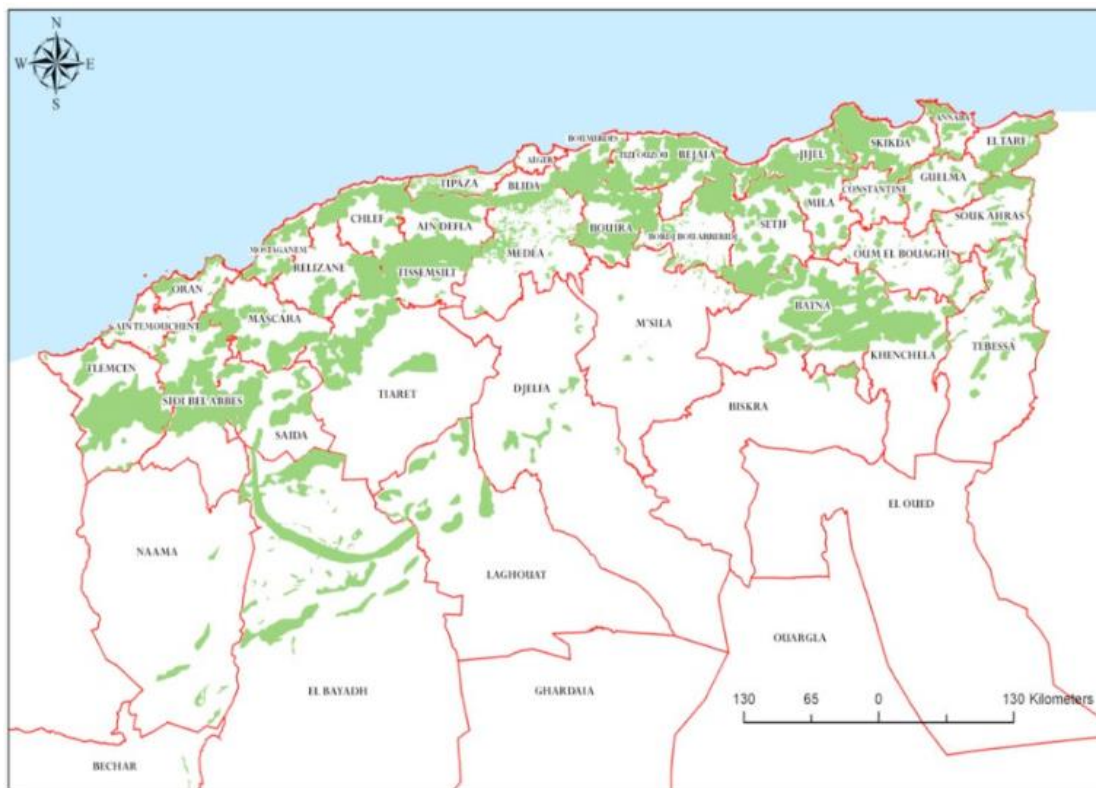 N
W E
S
ANNABA
SKIKDA
EL TARF
BOUMERDES
TIZI OUZOU
BEJAIA
JIJEL
ALGER
GUELMA
TIPAZA
BLIDA
CONSTANTINE
MILA
SOUK AHRAS
CHLEF
AIN DEFLA
BOUIRA
SETIF
BORDJ BOU ARRERIDJ
MEDEA
MOSTAGANEM
OUM EL BOUAGHI
RELIZANE
TISSEMSILT
ORAN
BATNA
MASCARA
M'SILA
AIN TEMOUCHENT
TEBESSA
KHENCHELA
TLEMCEN
TIARET
DJELFA
SIDI BEL ABBES
BISKRA
SAIDA
EL OUED
NAAMA
LAGHOUAT
OUARGLA
EL BAYADH
GHARDAIA
130 65 0 130 Kilometers
BECHAR